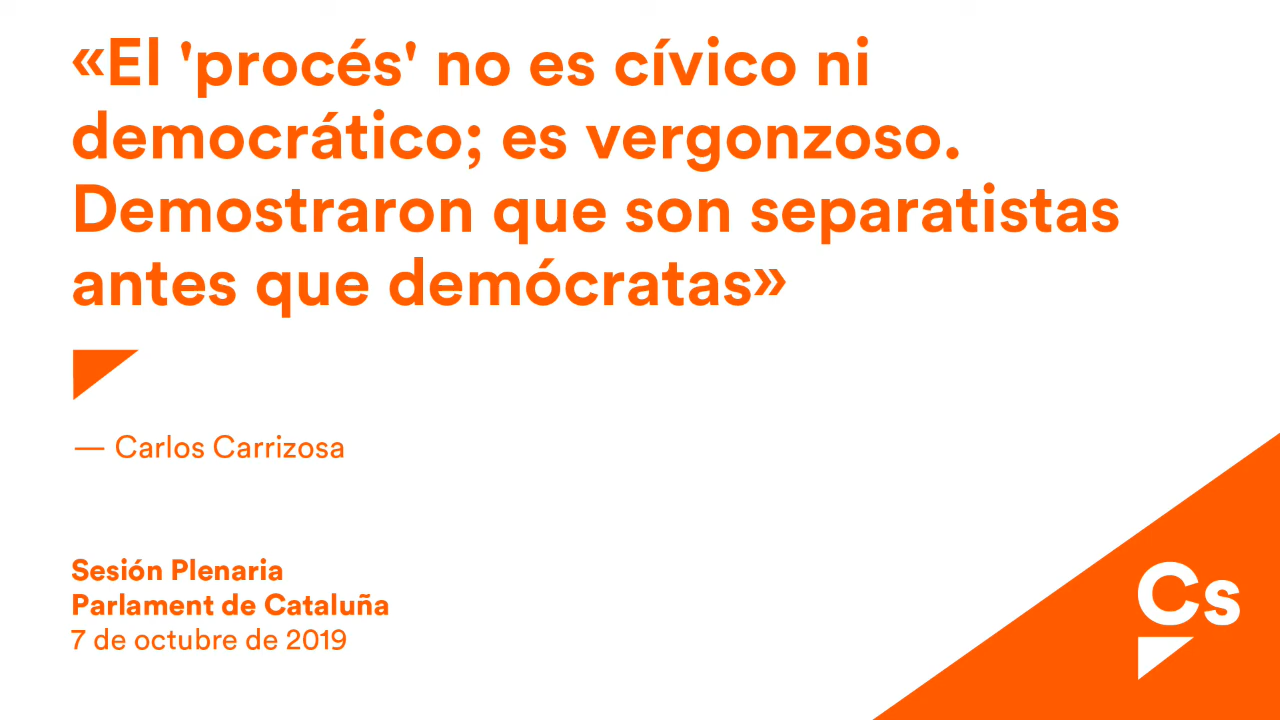 «El 'procés' no es cívico ni
democrático; es vergonzoso.
Demostraron que son separatistas
antes que demócratas»
— Carlos Carrizosa
Sesión Plenaria
Parlament de Cataluña
7 de octubre de 2019
Cs